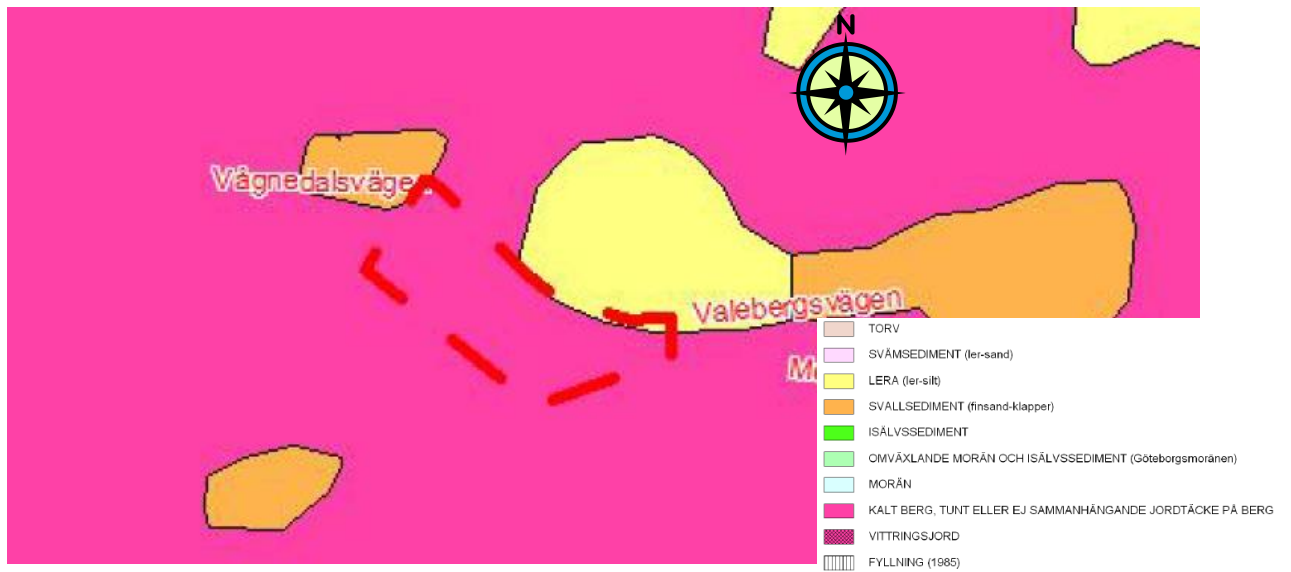 N
Vågnedalsvägen
Valebergsvägen
TORV
SVÄMSEDIMENT (ler-sand)
LERA (ler-silt)
SVALLSEDIMENT (finsand-klapper)
ISÄLVSSEDIMENT
OMVÄXLANDE MORÄN OCH ISÄLVSSEDIMENT (Göteborgsmoränen)
MORÄN
KALT BERG, TUNT ELLER EJ SAMMANHÄNGANDE JORDTÄCKE PÅ BERG
VITTRINGSJORD
FYLLNING (1985)